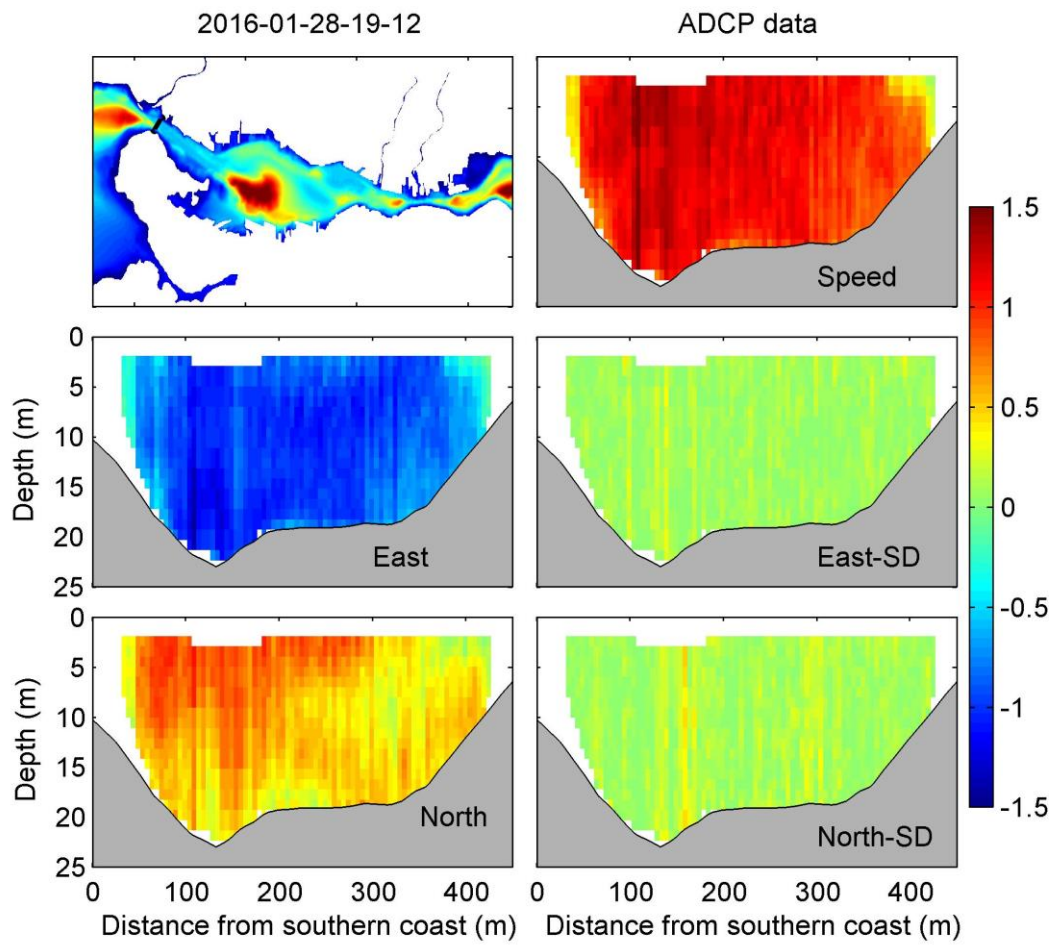 2016-01-28-19-12
ADCP data
Speed
1.5
1
0.5
0
-0.5
-1
-1.5
0
5
10
15
20
25
Depth (m)
East
East-SD
0
5
10
15
20
25
Depth (m)
North
North-SD
0 100 200 300 400
0 100 200 300 400
Distance from southern coast (m)
Distance from southern coast (m)